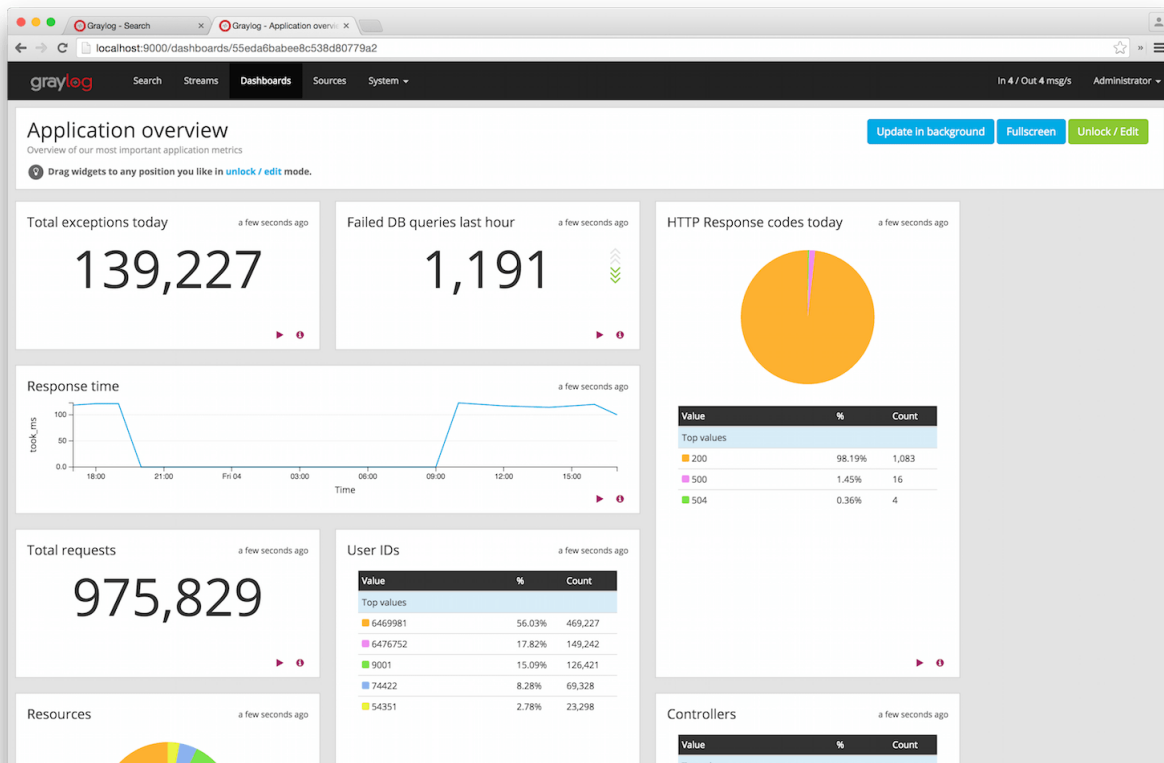 Graylog - Search
Graylog - Application overvi
localhost:9000/dashboards/55eda6babee8c538d80779a2
graylog Search Streams Dashboards Sources System In 4 / Out 4 msg/s Administrator
Application overview
Overview of our most important application metrics
Drag widgets to any position you like in unlock / edit mode.
Update in background Fullscreen Unlock / Edit
Total exceptions today a few seconds ago
139,227
Failed DB queries last hour a few seconds ago
1,191
HTTP Response codes today a few seconds ago
Value % Count
Top values
200 98.19% 1,083
500 1.45% 16
504 0.36% 4
Response time a few seconds ago
took_ms
100
50
0.0
18:00 21:00 Fri 04 03:00 06:00 09:00 12:00 15:00
Time
Total requests a few seconds ago
975,829
User IDs a few seconds ago
Value % Count
Top values
6469981 56.03% 469,227
6476752 17.82% 149,242
9001 15.09% 126,421
74422 8.28% 69,328
54351 2.78% 23,298
Resources a few seconds ago
Controllers a few seconds ago
Value % Count